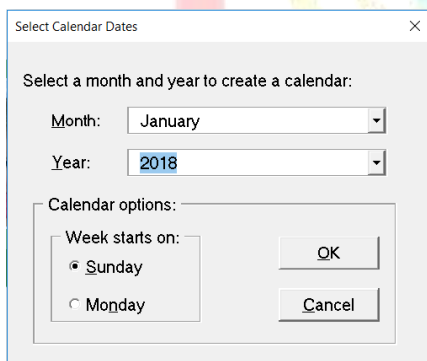 Select Calendar Dates
Select a month and year to create a calendar:
Month: January
Year: 2018
Calendar options:
Week starts on:
Sunday
OK
Monday
Cancel